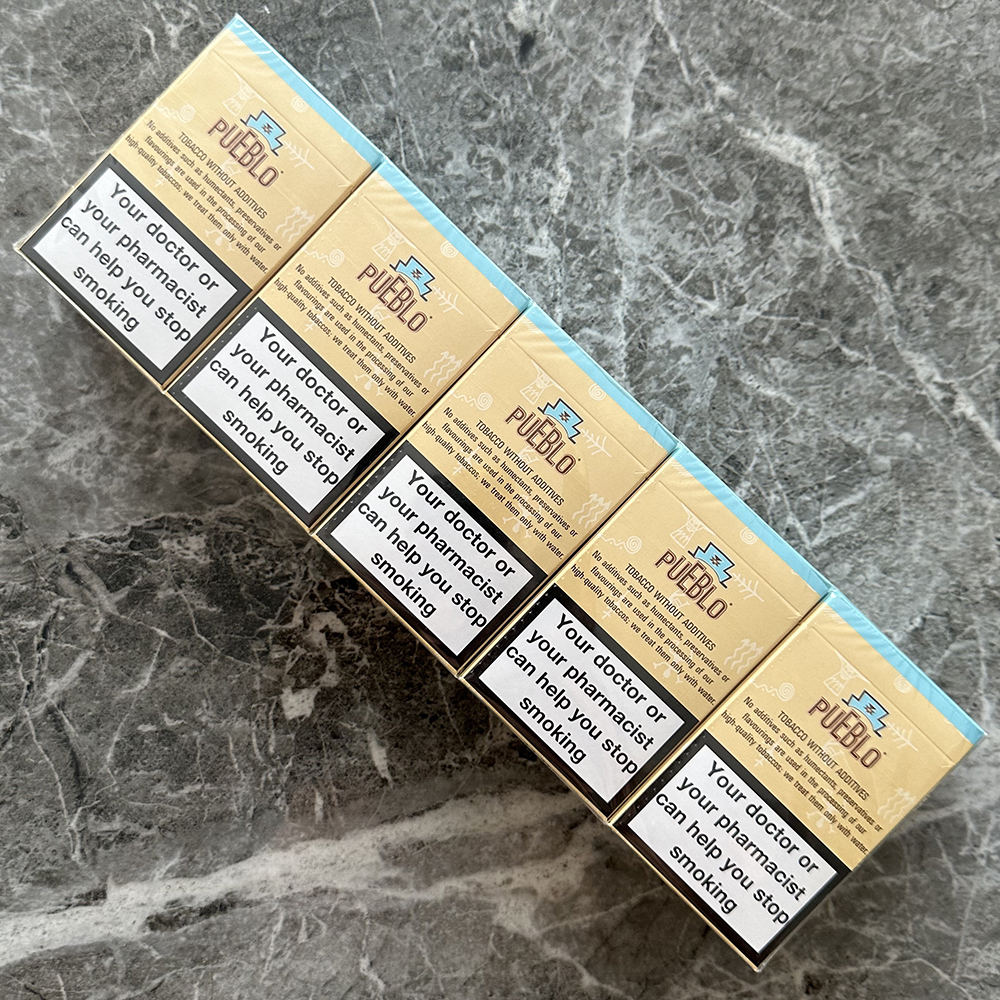 PUEBLO
TOBACCO WITHOUT ADDITIVES
No additives such as humectants, preservatives or
flavourings are used in the processing of our
high-quality tobaccos; we treat them only with water.
Your doctor or
your pharmacist
can help you stop
smoking
PUEBLO
TOBACCO WITHOUT ADDITIVES
No additives such as humectants, preservatives or
flavourings are used in the processing of our
high-quality tobaccos; we treat them only with water.
Your doctor or
your pharmacist
can help you stop
smoking
PUEBLO
TOBACCO WITHOUT ADDITIVES
No additives such as humectants, preservatives or
flavourings are used in the processing of our
high-quality tobaccos; we treat them only with water.
Your doctor or
your pharmacist
can help you stop
smoking
PUEBLO
TOBACCO WITHOUT ADDITIVES
No additives such as humectants, preservatives or
flavourings are used in the processing of our
high-quality tobaccos; we treat them only with water.
Your doctor or
your pharmacist
can help you stop
smoking
PUEBLO
TOBACCO WITHOUT ADDITIVES
No additives such as humectants, preservatives or
flavourings are used in the processing of our
high-quality tobaccos; we treat them only with water.
Your doctor or
your pharmacist
can help you stop
smoking